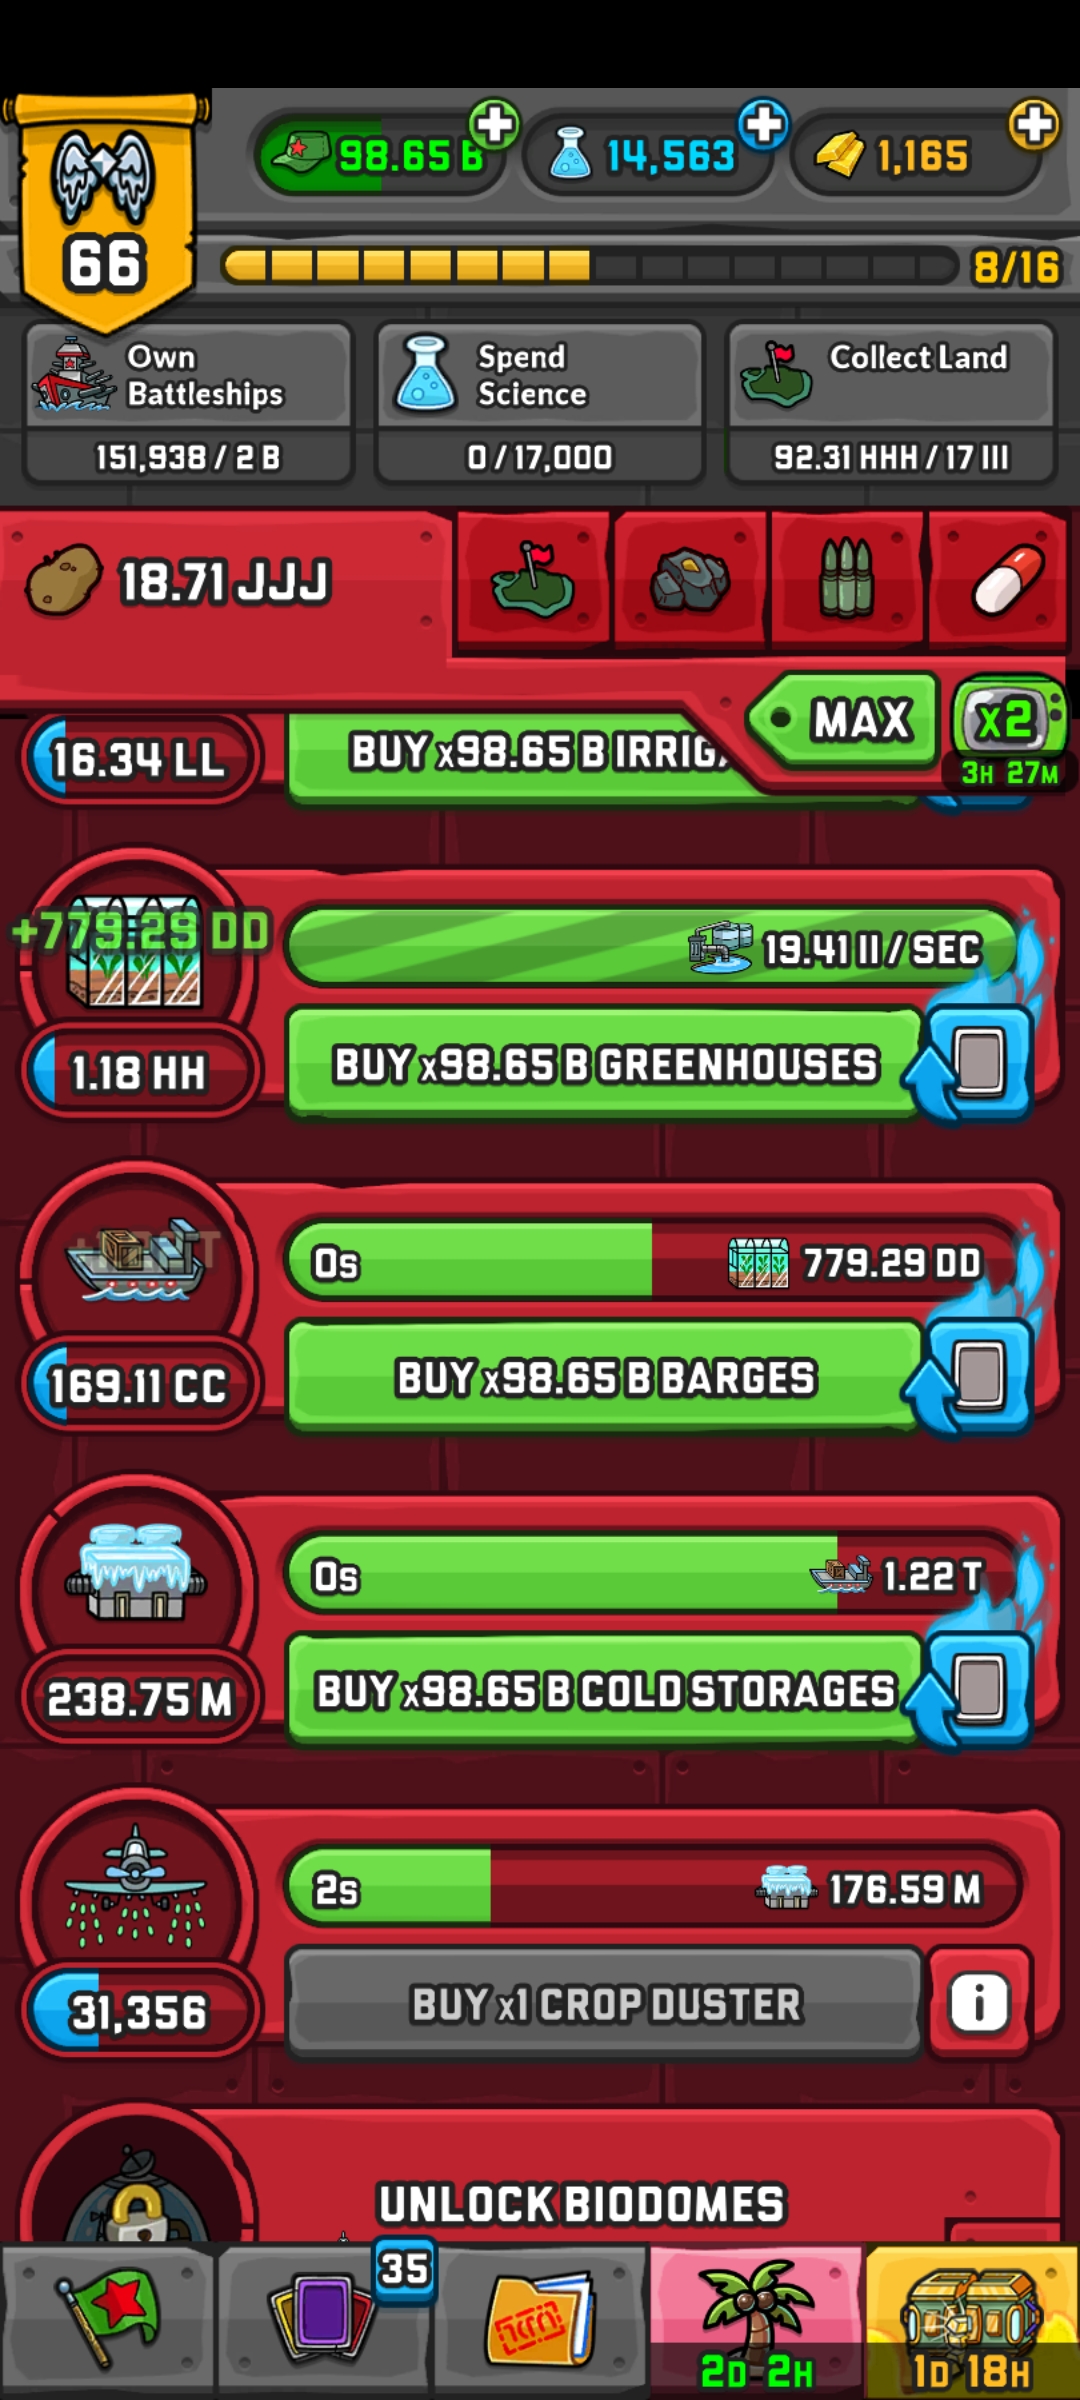 98.65 B
14,563
1,165
66
8/16
Own
Battleships
151,938 / 2 B
Spend
Science
0 / 17,000
Collect Land
92.31 HHH / 17 III
18.71 JJJ
MAX
x2
3H 27M
16.34 LL
BUY x98.65 B IRRIG
+779.29 DD
19.41 II / SEC
1.18 HH
BUY x98.65 B GREENHOUSES
0s
779.29 DD
169.11 CC
BUY x98.65 B BARGES
0s
1.22 T
238.75 M
BUY x98.65 B COLD STORAGES
2s
176.59 M
31,356
BUY x1 CROP DUSTER
i
UNLOCK BIODOMES
35
2D 2H
1D 18H